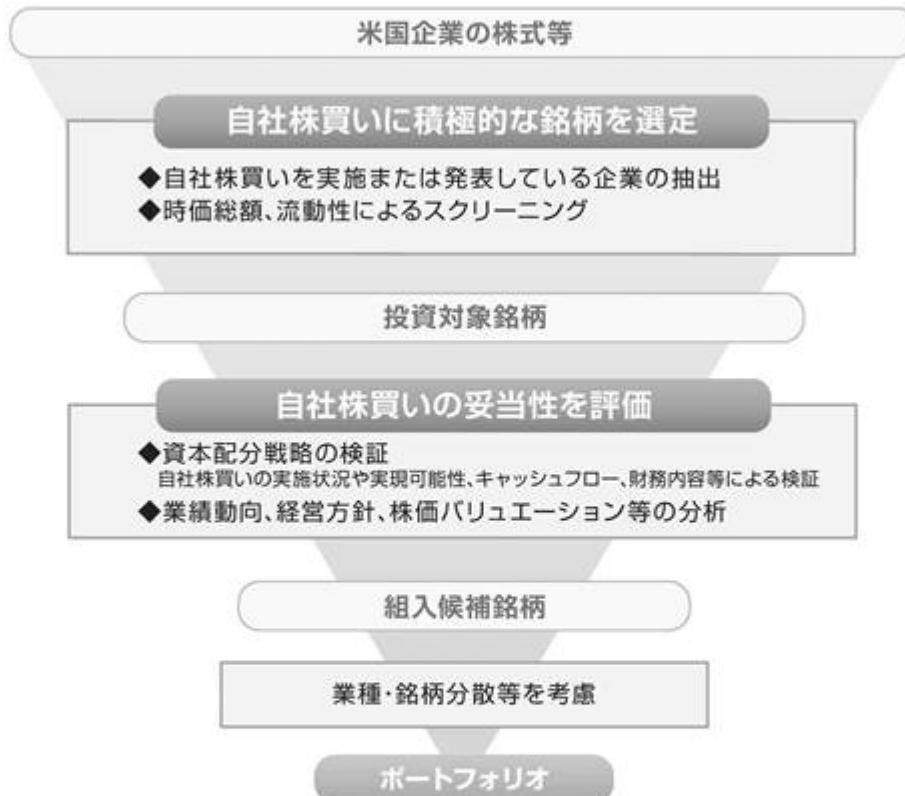 米国企業の株式等
自社株買いに積極的な銘柄を選定
◆自社株買いを実施または発表している企業の抽出
◆時価総額、流動性によるスクリーニング
投資対象銘柄
自社株買いの妥当性を評価
◆資本配分戦略の検証
自社株買いの実施状況や実現可能性、キャッシュフロー、財務内容等による検証
◆業績動向、経営方針、株価バリュエーション等の分析
組入候補銘柄
業種・銘柄分散等を考慮
ポートフォリオ